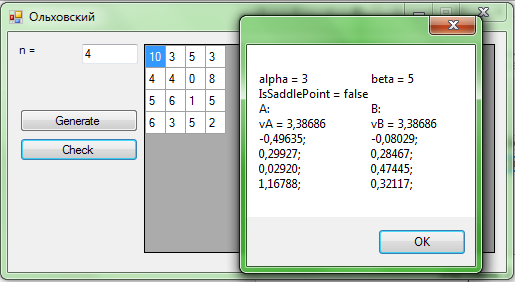 Ольховский
n =
4
10 3 5 3
4 4 0 8
5 6 1 5
6 3 5 2
Generate
Check
alpha = 3 beta = 5
IsSaddlePoint = false
A: B:
vA = 3,38686 vB = 3,38686
-0,49635; -0,08029;
0,29927; 0,28467;
0,02920; 0,47445;
1,16788; 0,32117;
OK